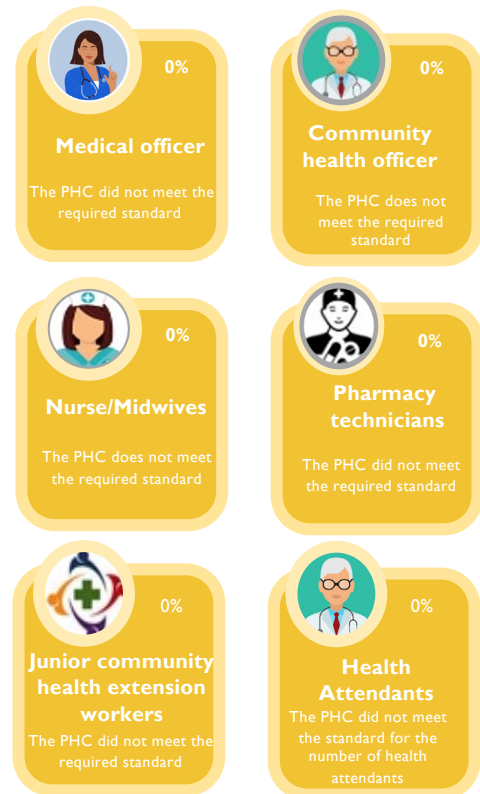 0%
Medical officer
The PHC did not meet the
required standard
0%
Community
health officer
The PHC does not
meet the required
standard
0%
Nurse/Midwives
The PHC does not meet
the required standard
0%
Pharmacy
technicians
The PHC did not meet
the required standard
0%
Junior community
health extension
workers
The PHC did not meet the
required standard
0%
Health
Attendants
The PHC did not meet
the standard for the
number of health
attendants